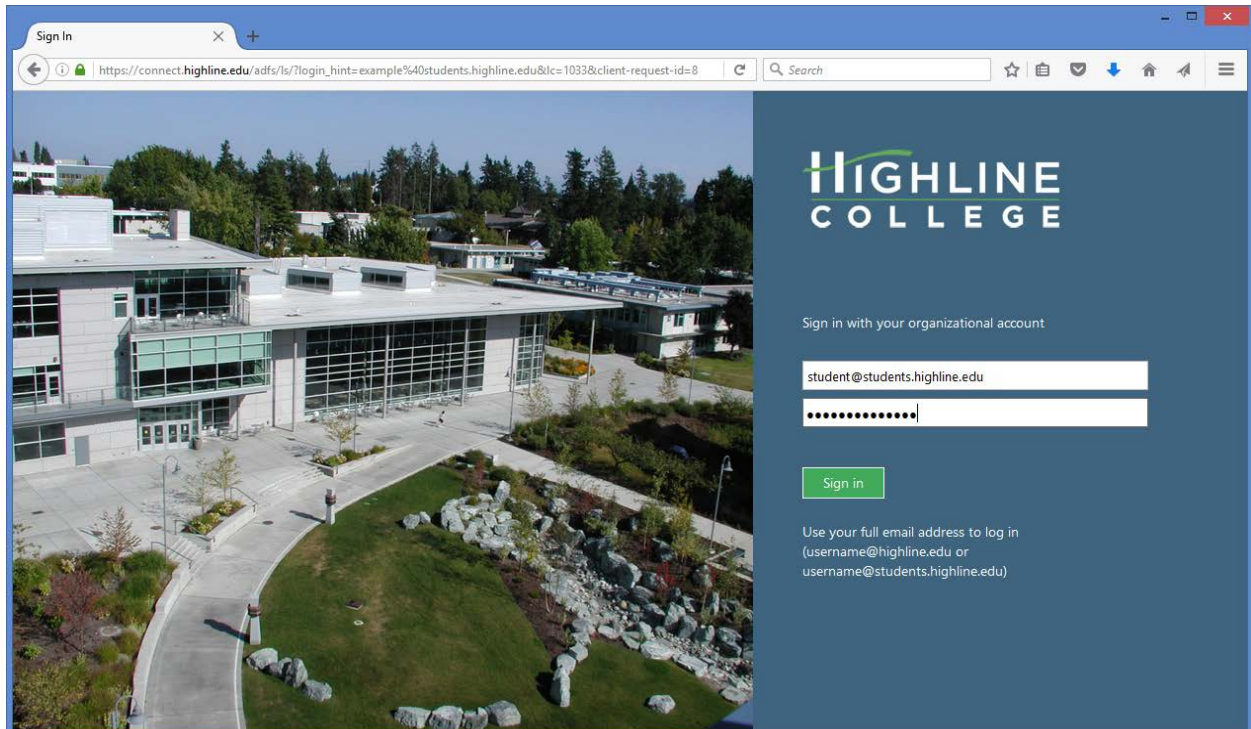 Sign In
https://connect.highline.edu/adfs/ls/?login_hint=example%40students.highline.edu&lc=1033&client-request-id=8
Search
HIGHLINE
COLLEGE
Sign in with your organizational account
student@students.highline.edu
••••••••••••••
Sign in
Use your full email address to log in
(username@highline.edu or
username@students.highline.edu)